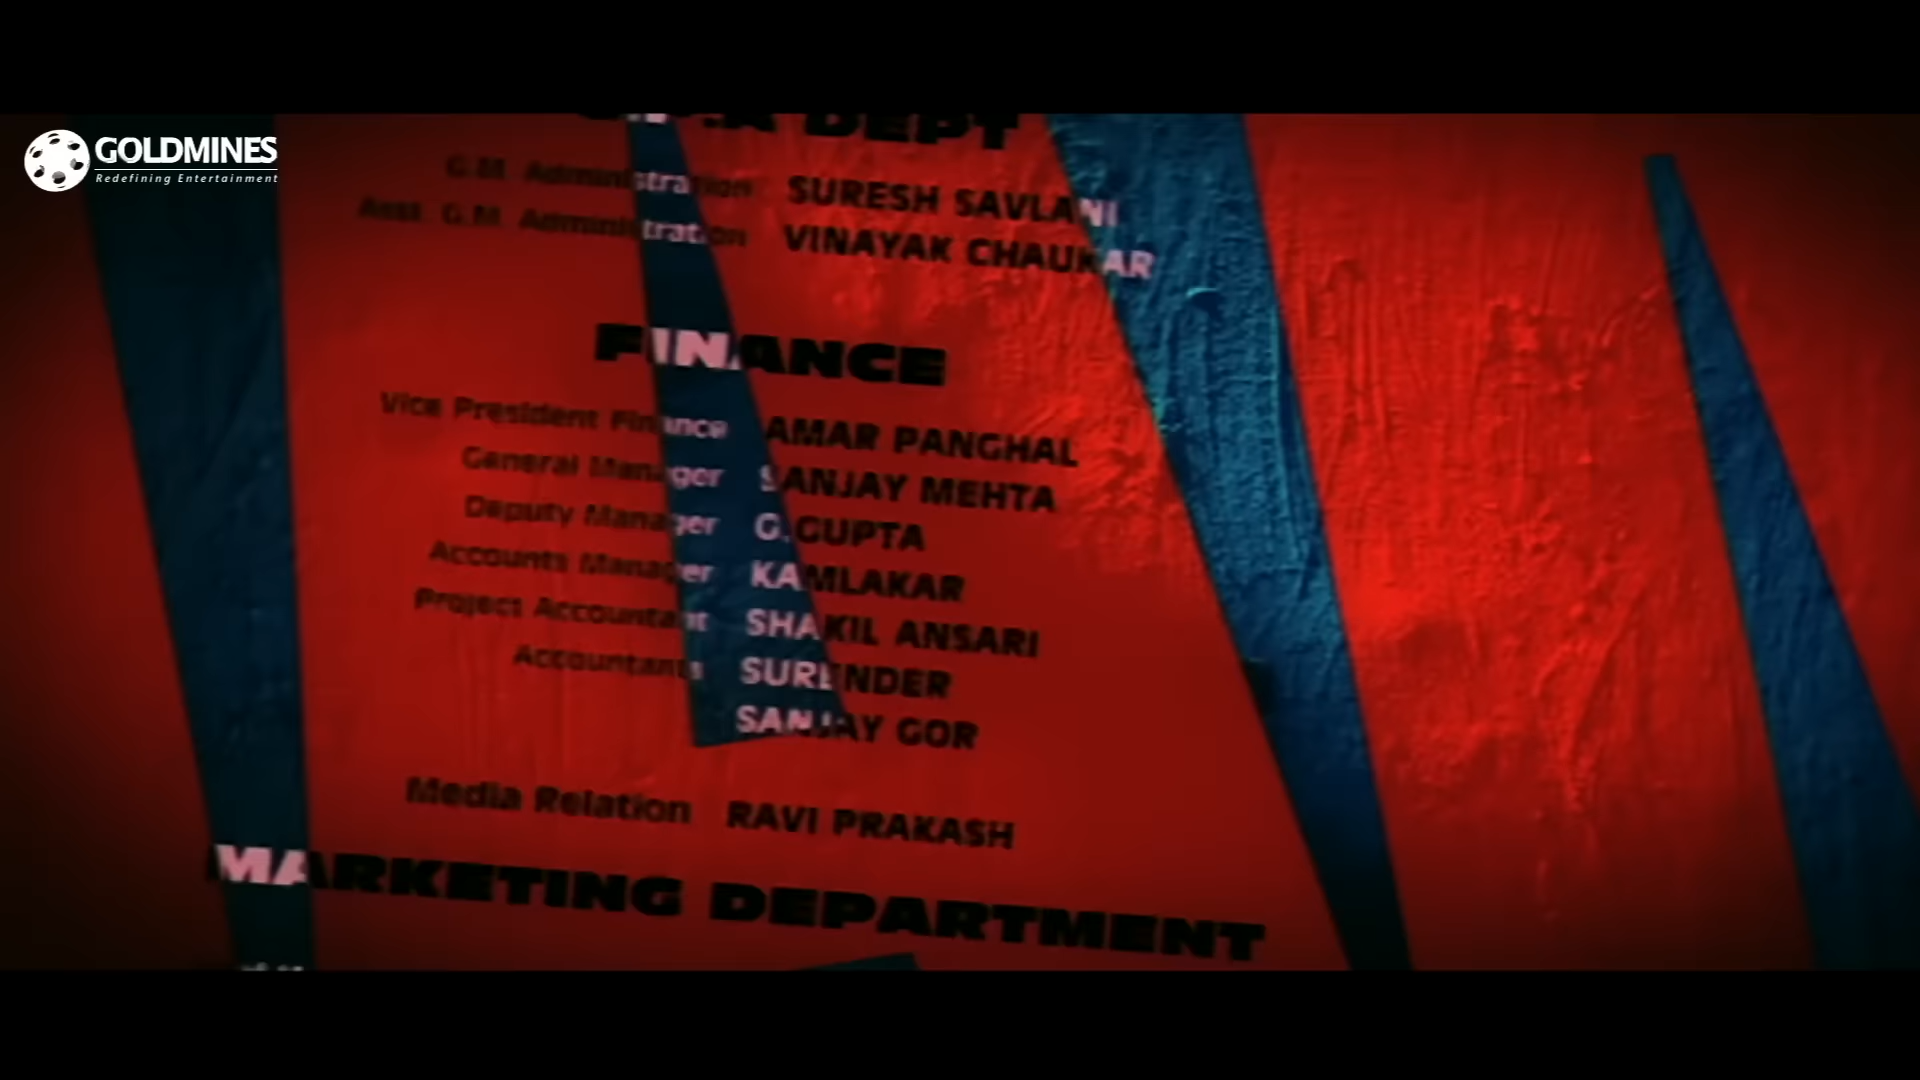 GOLDMINES
Redefining Entertainment
DEPT
G.M Administration SURESH SAVLANI
Asst. G.M Administration VINAYAK CHAUKAR
FINANCE
Vice President Finance AMAR PANGHAL
General Manager SANJAY MEHTA
Deputy Manager G.GUPTA
Accounts Manager KAMLAKAR
Project Accountant SHAKIL ANSARI
Accountants SURENDER
SANJAY GOR
Media Relation RAVI PRAKASH
MARKETING DEPARTMENT